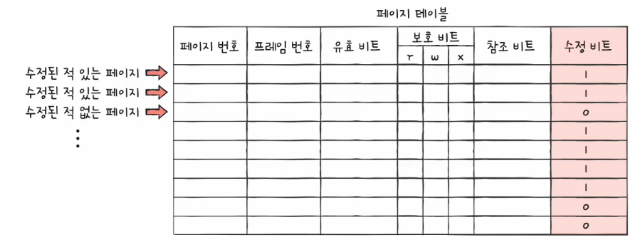 페이지 테이블
페이지 번호 프레임 번호 유효 비트 보호 비트 참조 비트 수정 비트
r w x
수정된 적 있는 페이지 1
수정된 적 있는 페이지 1
수정된 적 없는 페이지 0
1
1
1
1
0
0